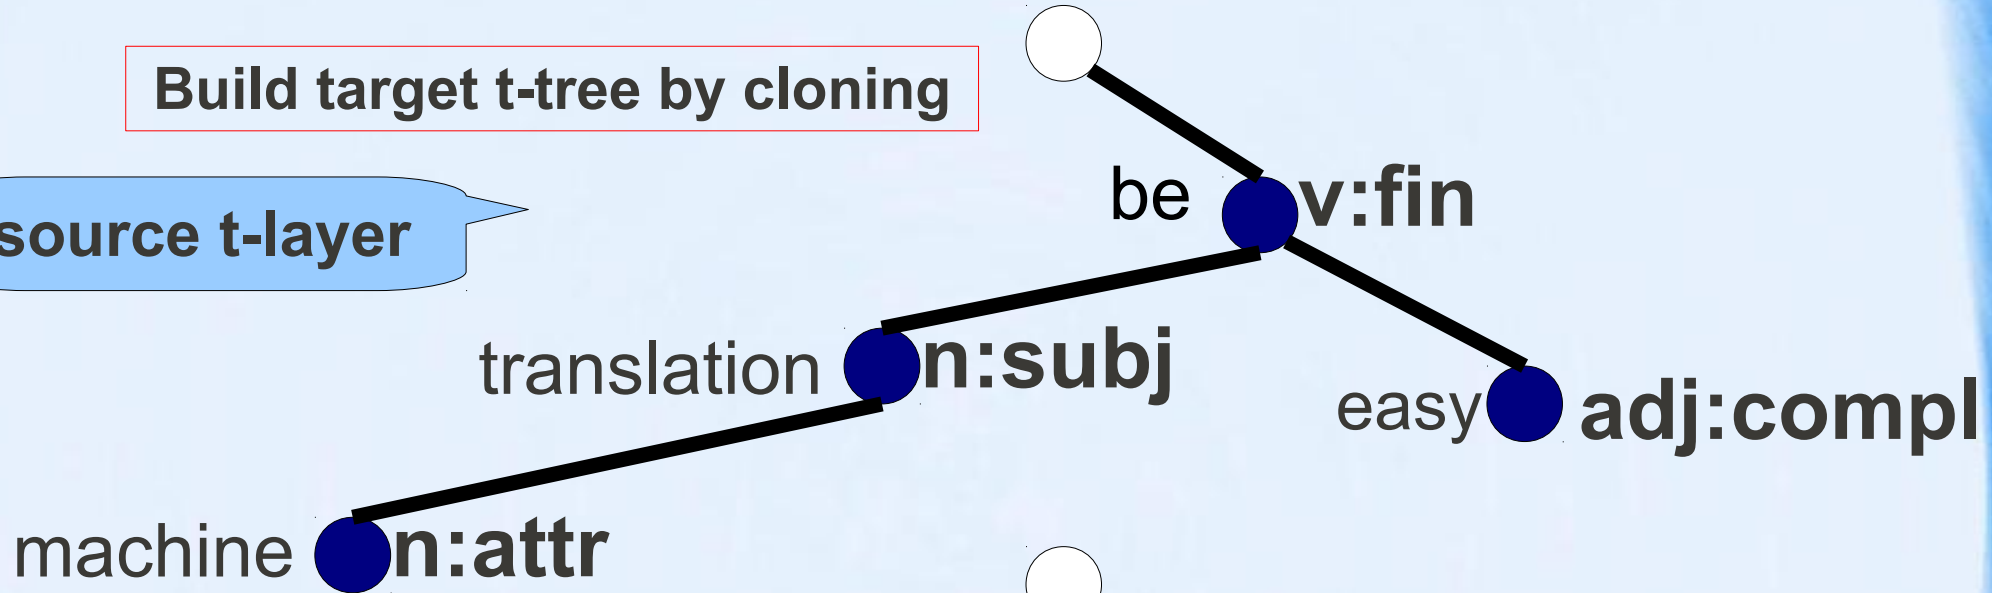 Build target t-tree by cloning
be v:fin
source t-layer
translation n:subj
easy adj:compl
machine n:attr